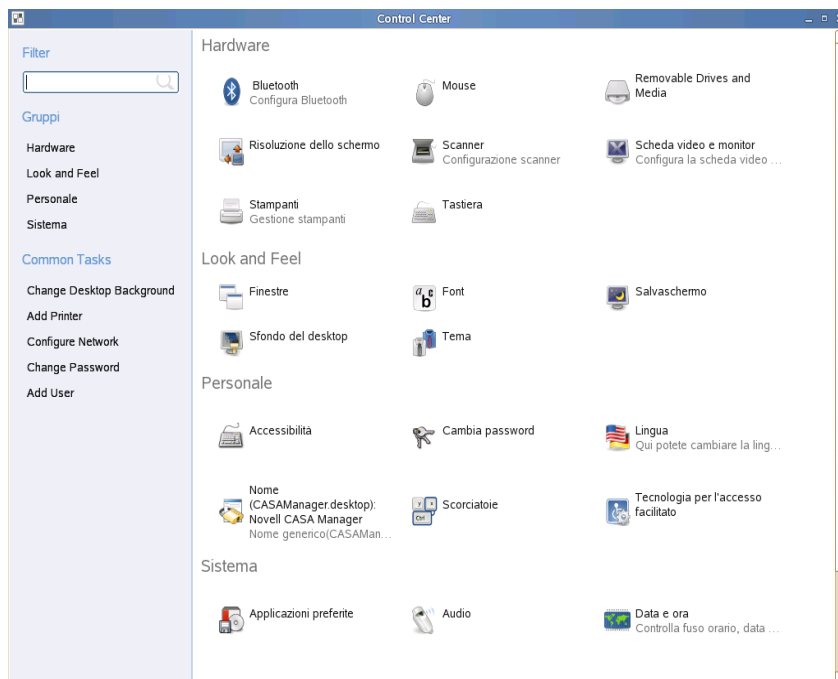 Control Center
Filter
Gruppi
Hardware
Look and Feel
Personale
Sistema
Common Tasks
Change Desktop Background
Add Printer
Configure Network
Change Password
Add User
Hardware
Bluetooth
Configura Bluetooth
Mouse
Removable Drives and
Media
Risoluzione dello schermo
Scanner
Configurazione scanner
Scheda video e monitor
Configura la scheda video ...
Stampanti
Gestione stampanti
Tastiera
Look and Feel
Finestre
Font
Salvaschermo
Sfondo del desktop
Tema
Personale
Accessibilità
Cambia password
Lingua
Qui potete cambiare la ling...
Nome
(CASAManager.desktop):
Novell CASA Manager
Nome generico(CASAMan...
Scorciatoie
Tecnologia per l'accesso
facilitato
Sistema
Applicazioni preferite
Audio
Data e ora
Controlla fuso orario, data ...